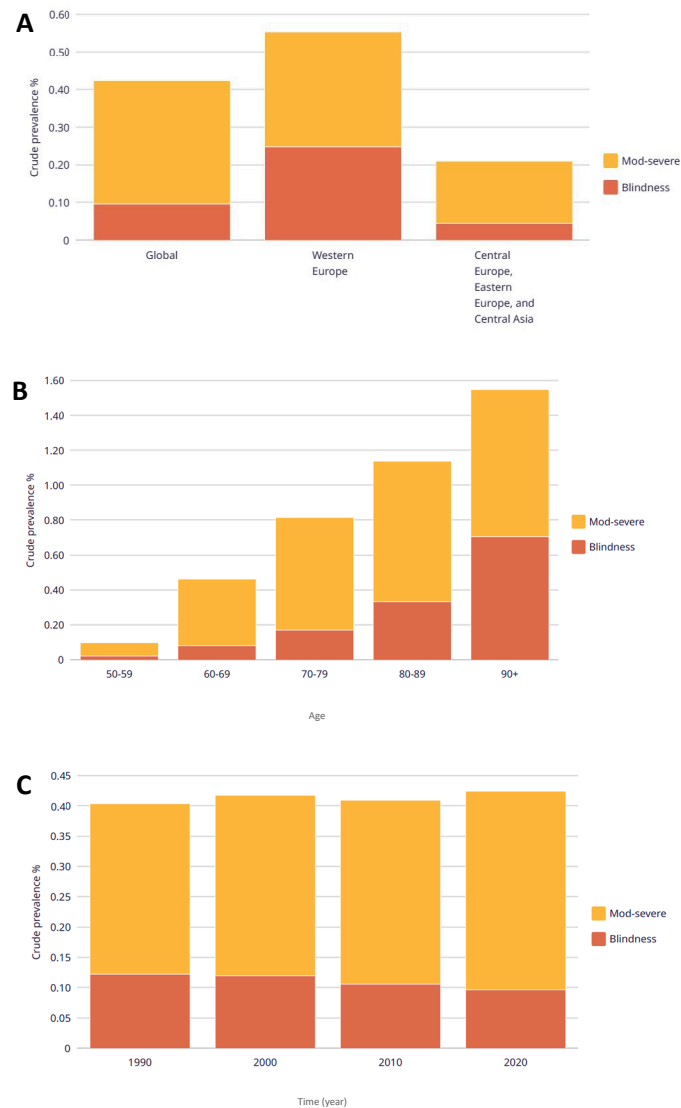 A
0.60
0.50
0.40
0.30
0.20
0.10
0
Crude prevalence %
Global
Western
Europe
Central
Europe,
Eastern
Europe, and
Central Asia
Mod-severe
Blindness
B
1.60
1.40
1.20
1.00
0.80
0.60
0.40
0.20
0
Crude prevalence %
50-59
60-69
70-79
80-89
90+
Age
Mod-severe
Blindness
C
0.45
0.40
0.35
0.30
0.25
0.20
0.15
0.10
0.05
0
Crude prevalence %
1990
2000
2010
2020
Time (year)
Mod-severe
Blindness